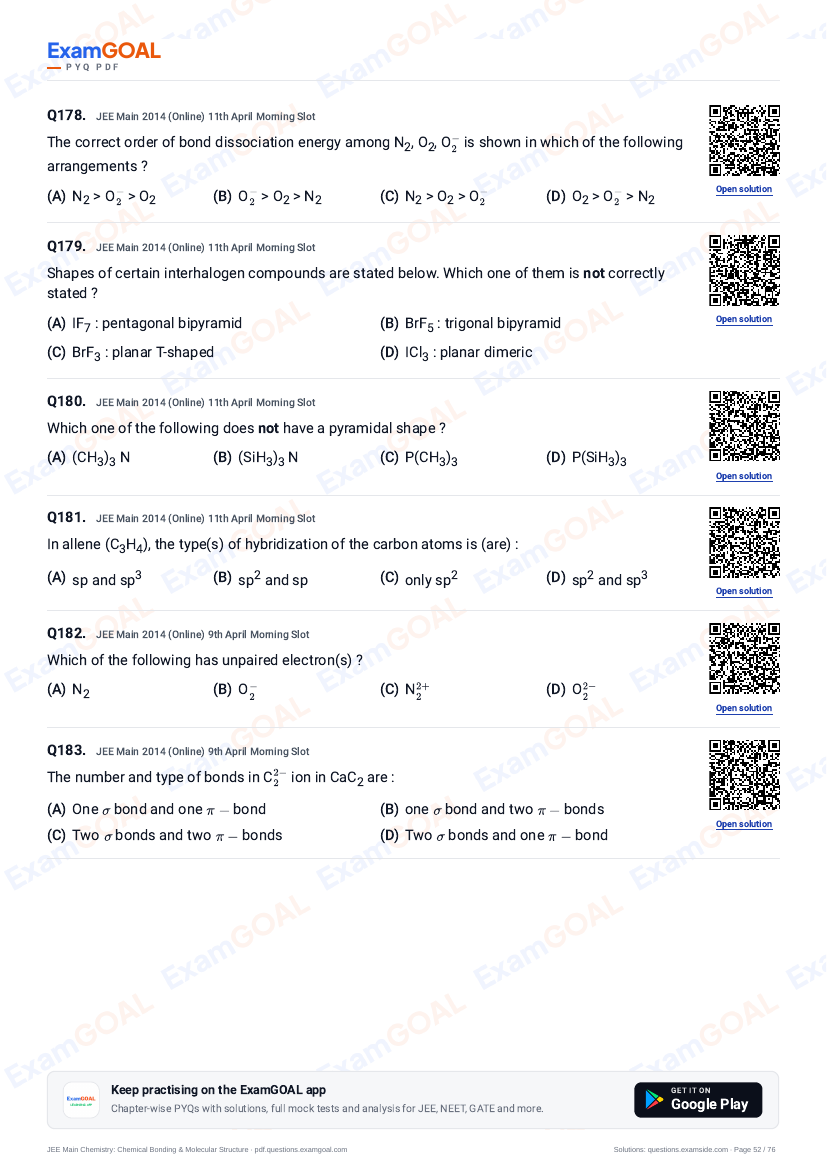 ExamGOAL
PYQ PDF
Q178. JEE Main 2014 (Online) 11th April Morning Slot
The correct order of bond dissociation energy among N₂, O₂, O₂⁻ is shown in which of the following
arrangements ?
(A) N₂ > O₂⁻ > O₂ (B) O₂⁻ > O₂ > N₂ (C) N₂ > O₂ > O₂⁻ (D) O₂ > O₂⁻ > N₂
Open solution
Q179. JEE Main 2014 (Online) 11th April Morning Slot
Shapes of certain interhalogen compounds are stated below. Which one of them is not correctly
stated ?
(A) IF₇ : pentagonal bipyramid (B) BrF₅ : trigonal bipyramid
(C) BrF₃ : planar T-shaped (D) ICl₃ : planar dimeric
Open solution
Q180. JEE Main 2014 (Online) 11th April Morning Slot
Which one of the following does not have a pyramidal shape ?
(A) (CH₃)₃ N (B) (SiH₃)₃ N (C) P(CH₃)₃ (D) P(SiH₃)₃
Open solution
Q181. JEE Main 2014 (Online) 11th April Morning Slot
In allene (C₃H₄), the type(s) of hybridization of the carbon atoms is (are) :
(A) sp and sp³ (B) sp² and sp (C) only sp² (D) sp² and sp³
Open solution
Q182. JEE Main 2014 (Online) 9th April Morning Slot
Which of the following has unpaired electron(s) ?
(A) N₂ (B) O₂⁻ (C) N₂²⁺ (D) O₂²⁻
Open solution
Q183. JEE Main 2014 (Online) 9th April Morning Slot
The number and type of bonds in C₂²⁻ ion in CaC₂ are :
(A) One σ bond and one π − bond (B) one σ bond and two π − bonds
(C) Two σ bonds and two π − bonds (D) Two σ bonds and one π − bond
Open solution
Keep practising on the ExamGOAL app
Chapter-wise PYQs with solutions, full mock tests and analysis for JEE, NEET, GATE and more.
GET IT ON
Google Play
JEE Main Chemistry: Chemical Bonding & Molecular Structure · pdf.questions.examgoal.com
Solutions: questions.examside.com · Page 52 / 76